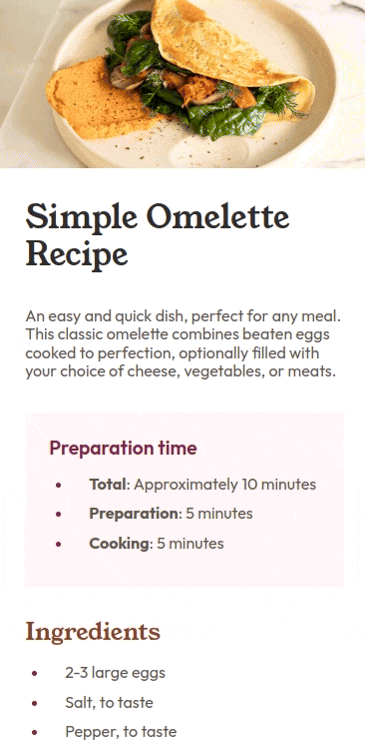 Simple Omelette
Recipe
An easy and quick dish, perfect for any meal.
This classic omelette combines beaten eggs
cooked to perfection, optionally filled with
your choice of cheese, vegetables, or meats.
Preparation time
• Total: Approximately 10 minutes
• Preparation: 5 minutes
• Cooking: 5 minutes
Ingredients
• 2-3 large eggs
• Salt, to taste
• Pepper, to taste